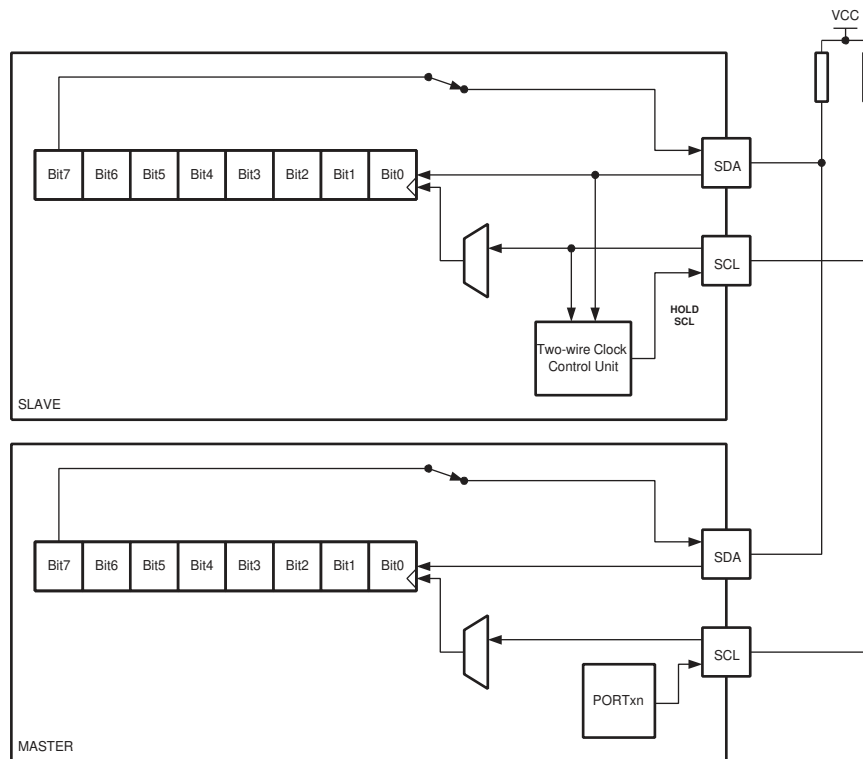 VCC
Bit7 Bit6 Bit5 Bit4 Bit3 Bit2 Bit1 Bit0
SDA
SCL
HOLD
SCL
Two-wire Clock
Control Unit
SLAVE
Bit7 Bit6 Bit5 Bit4 Bit3 Bit2 Bit1 Bit0
SDA
SCL
PORTxn
MASTER